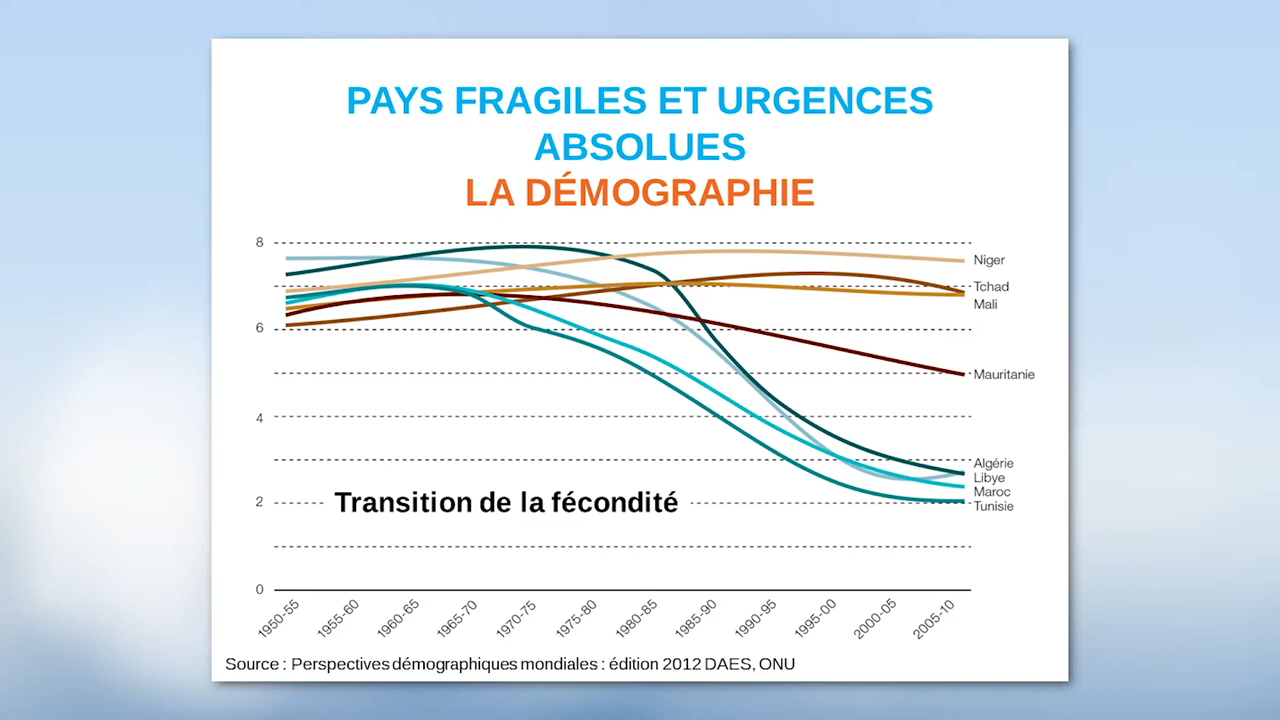 PAYS FRAGILES ET URGENCES
ABSOLUES
LA DÉMOGRAPHIE
8
6
4
2
0
Niger
Tchad
Mali
Mauritanie
Algérie
Libye
Maroc
Tunisie
Transition de la fécondité
1950-55
1955-60
1960-65
1965-70
1970-75
1975-80
1980-85
1985-90
1990-95
1995-00
2000-05
2005-10
Source : Perspectives démographiques mondiales : édition 2012 DAES, ONU